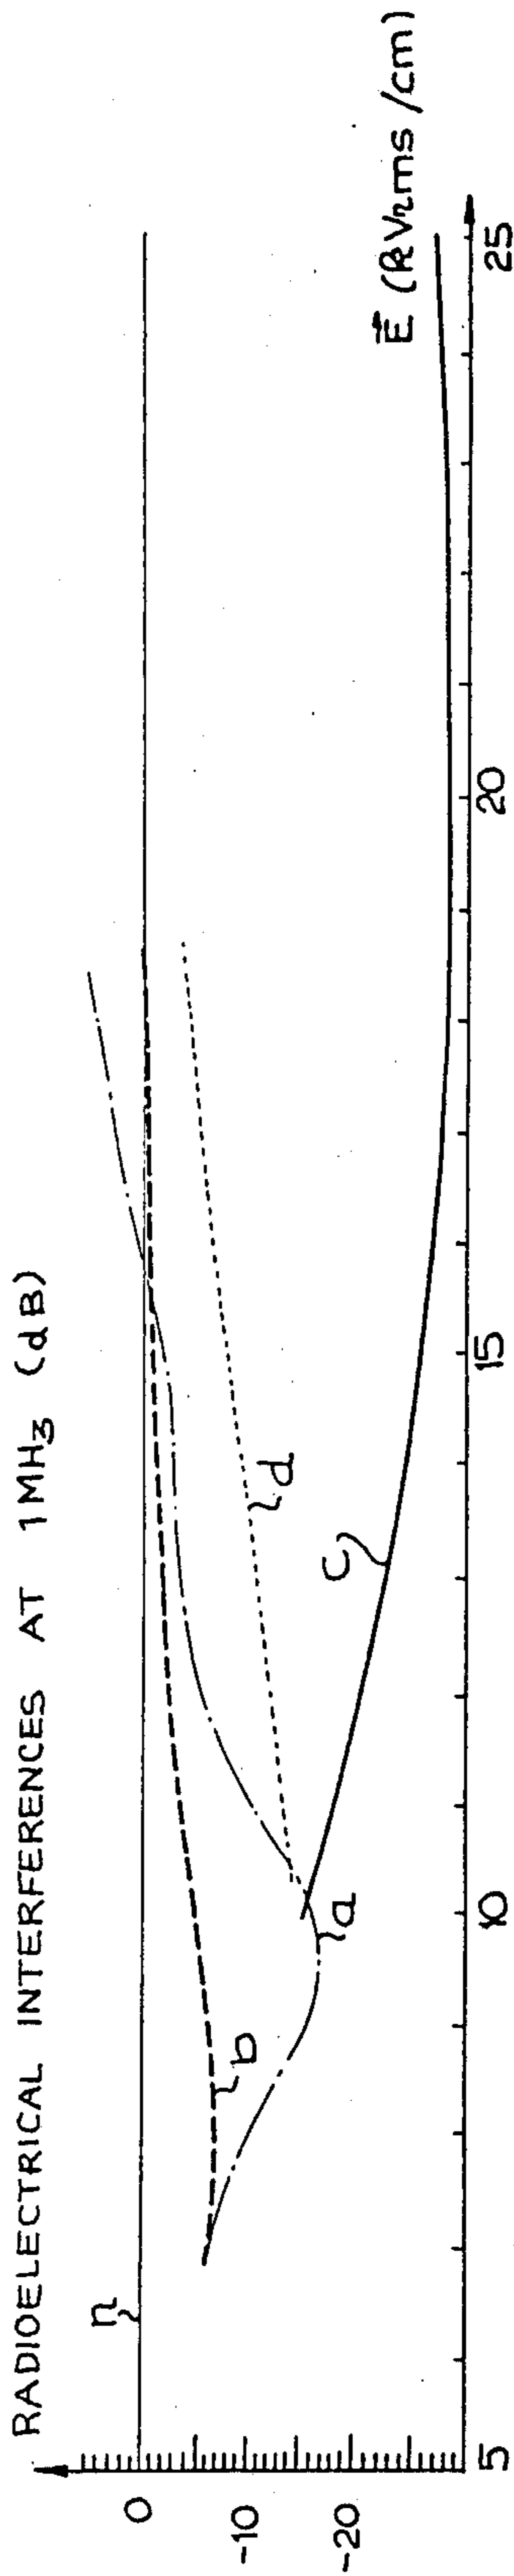 RADIOELECTRICAL INTERFERENCES AT 1MHz (dB)
0
-10
-20
n
b
a
d
c
E (kVrms/cm)
5
10
15
20
25